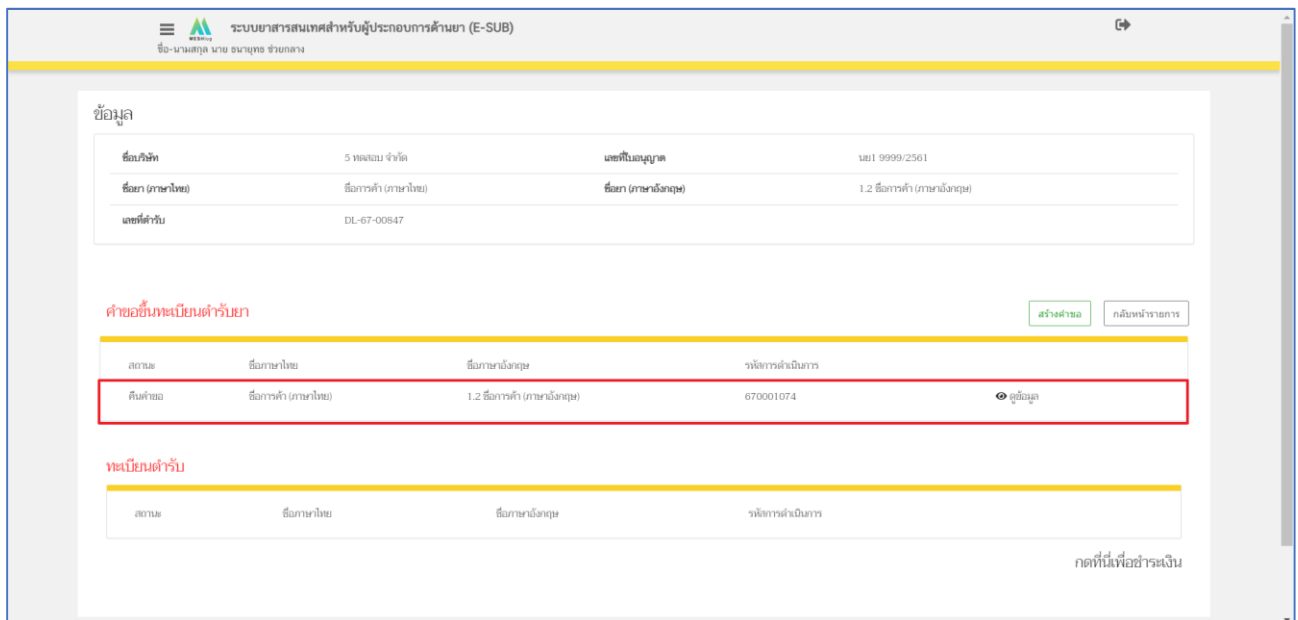 ระบบยาสารสนเทศสำหรับผู้ประกอบการด้านยา (E-SUB)
ชื่อ-นามสกุล นาย ธนายุทธ ช่วยกลาง
ข้อมูล
ชื่อบริษัท 5 ทดสอบ จำกัด เลขที่ใบอนุญาต นย1 9999/2561
ชื่อยา (ภาษาไทย) ชื่อการค้า (ภาษาไทย) ชื่อยา (ภาษาอังกฤษ) 1.2 ชื่อการค้า (ภาษาอังกฤษ)
เลขที่ตำรับ DL-67-00847
คำขอขึ้นทะเบียนตำรับยา สร้างคำขอ กลับหน้ารายการ
สถานะ ชื่อภาษาไทย ชื่อภาษาอังกฤษ รหัสการดำเนินการ
คืนคำขอ ชื่อการค้า (ภาษาไทย) 1.2 ชื่อการค้า (ภาษาอังกฤษ) 670001074 ดูข้อมูล
ทะเบียนตำรับ
สถานะ ชื่อภาษาไทย ชื่อภาษาอังกฤษ รหัสการดำเนินการ
กดที่นี่เพื่อชำระเงิน